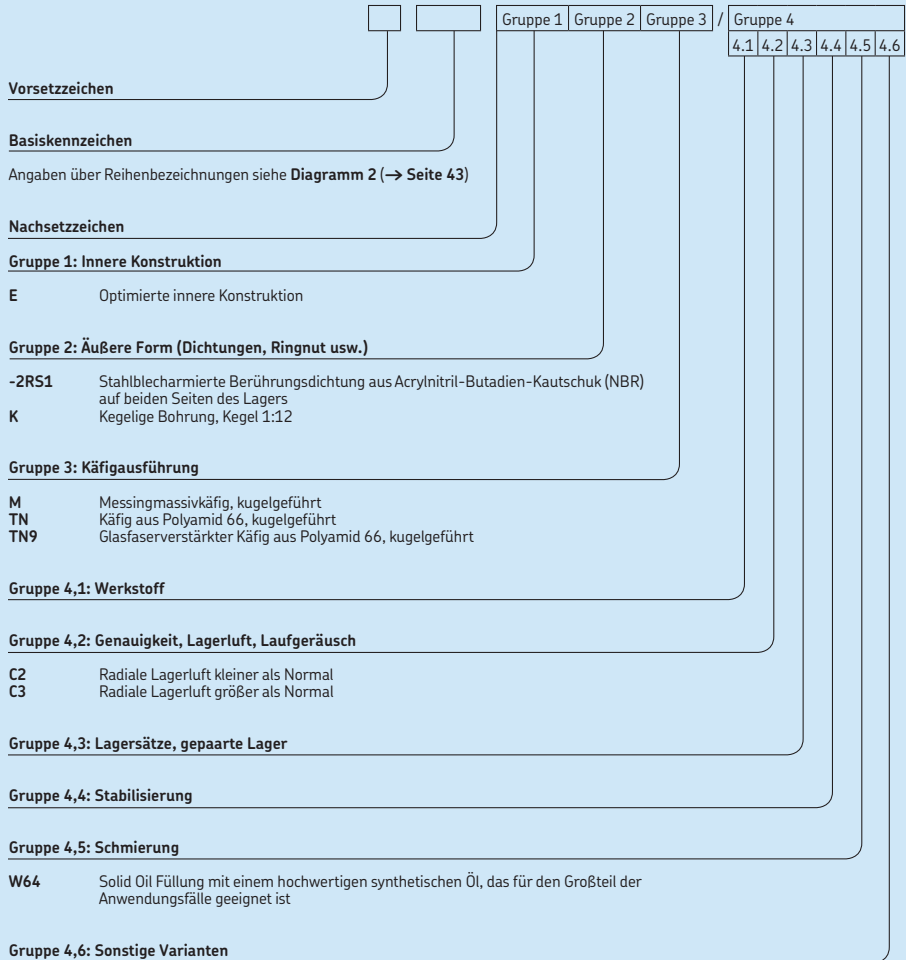 Gruppe 1 Gruppe 2 Gruppe 3 / Gruppe 4
4.1 4.2 4.3 4.4 4.5 4.6
Vorsetzzeichen
Basiskennzeichen
Angaben über Reihenbezeichnungen siehe Diagramm 2 (→ Seite 43)
Nachsetzzeichen
Gruppe 1: Innere Konstruktion
E Optimierte innere Konstruktion
Gruppe 2: Äußere Form (Dichtungen, Ringnut usw.)
-2RS1 Stahlblecharmierte Berührungsdichtung aus Acrylnitril-Butadien-Kautschuk (NBR)
auf beiden Seiten des Lagers
K Kegelige Bohrung, Kegel 1:12
Gruppe 3: Käfigausführung
M Messingmassivkäfig, kugelgeführt
TN Käfig aus Polyamid 66, kugelgeführt
TN9 Glasfaserverstärkter Käfig aus Polyamid 66, kugelgeführt
Gruppe 4,1: Werkstoff
Gruppe 4,2: Genauigkeit, Lagerluft, Laufgeräusch
C2 Radiale Lagerluft kleiner als Normal
C3 Radiale Lagerluft größer als Normal
Gruppe 4,3: Lagersätze, gepaarte Lager
Gruppe 4,4: Stabilisierung
Gruppe 4,5: Schmierung
W64 Solid Oil Füllung mit einem hochwertigen synthetischen Öl, das für den Großteil der
Anwendungsfälle geeignet ist
Gruppe 4,6: Sonstige Varianten